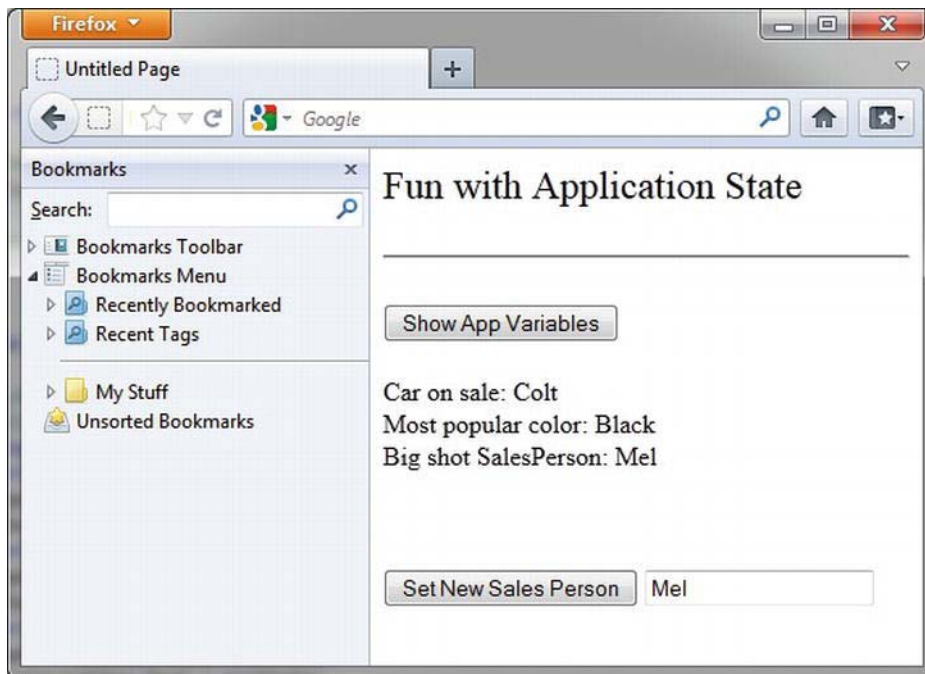 Firefox
Untitled Page
Google
Bookmarks
Search:
Bookmarks Toolbar
Bookmarks Menu
Recently Bookmarked
Recent Tags
My Stuff
Unsorted Bookmarks
Fun with Application State
Show App Variables
Car on sale: Colt
Most popular color: Black
Big shot SalesPerson: Mel
Set New Sales Person
Mel